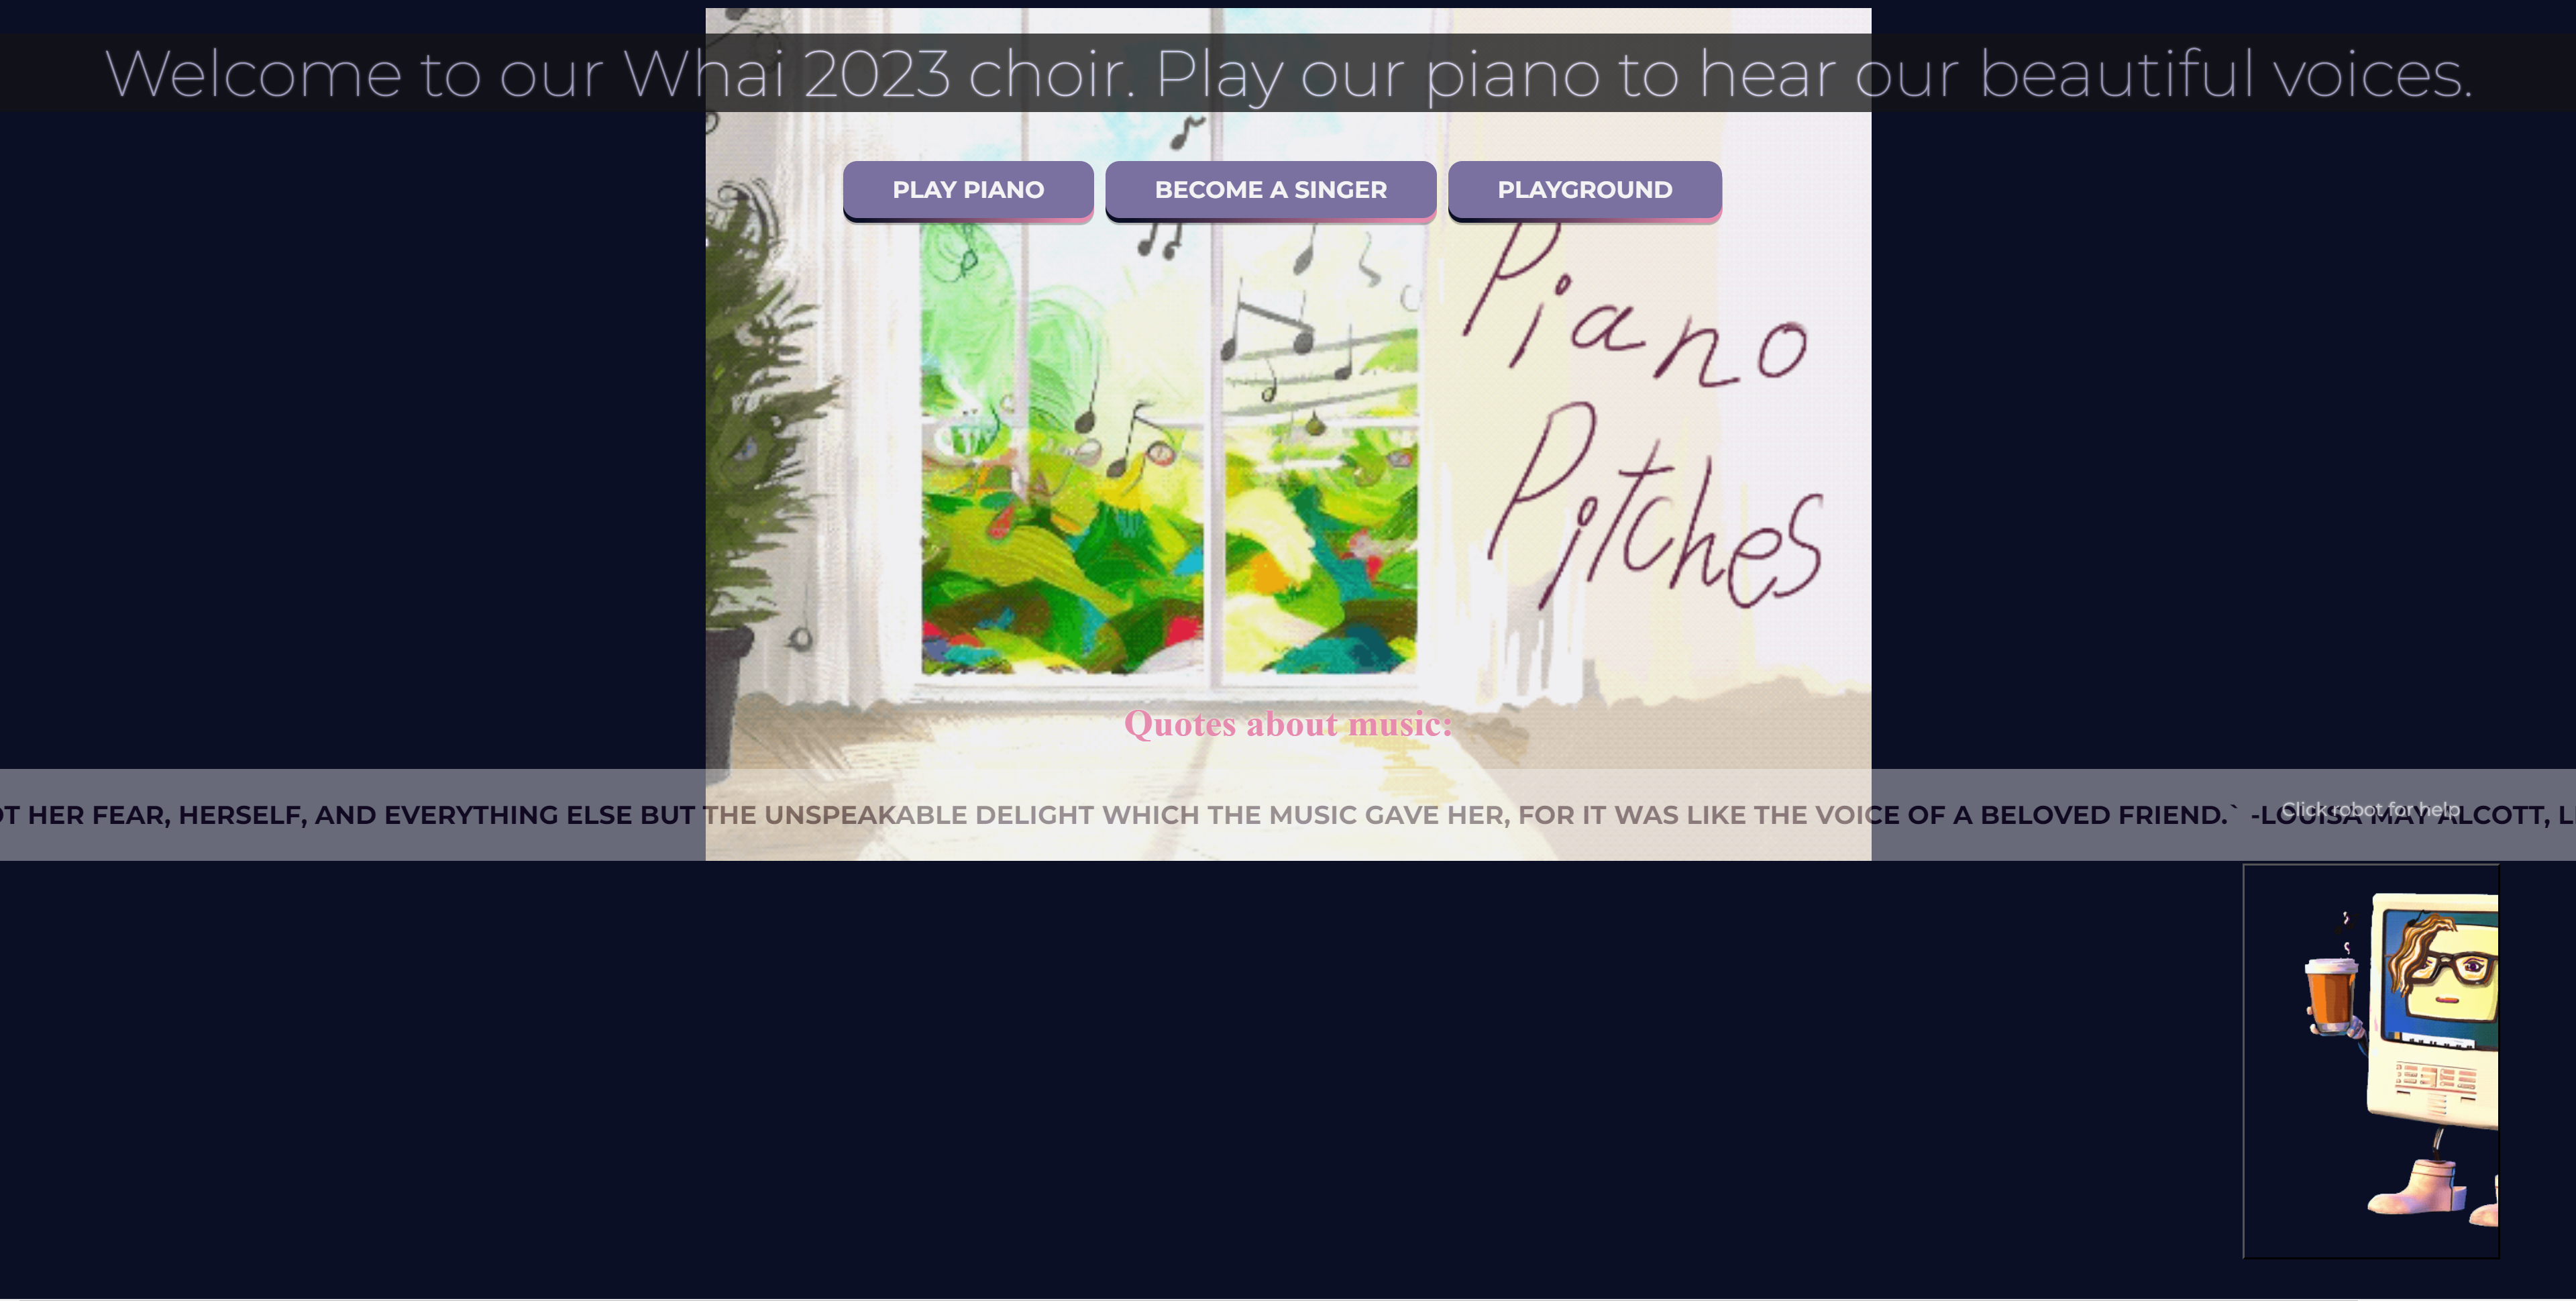 Welcome to our Whai 2023 choir. Play our piano to hear our beautiful voices.
PLAY PIANO
BECOME A SINGER
PLAYGROUND
Piano
Pitches
Quotes about music:
HER FEAR, HERSELF, AND EVERYTHING ELSE BUT THE UNSPEAKABLE DELIGHT WHICH THE MUSIC GAVE HER, FOR IT WAS LIKE THE VOICE OF A BELOVED FRIEND.` -LOUISA MAY ALCOTT,
Click robot for help